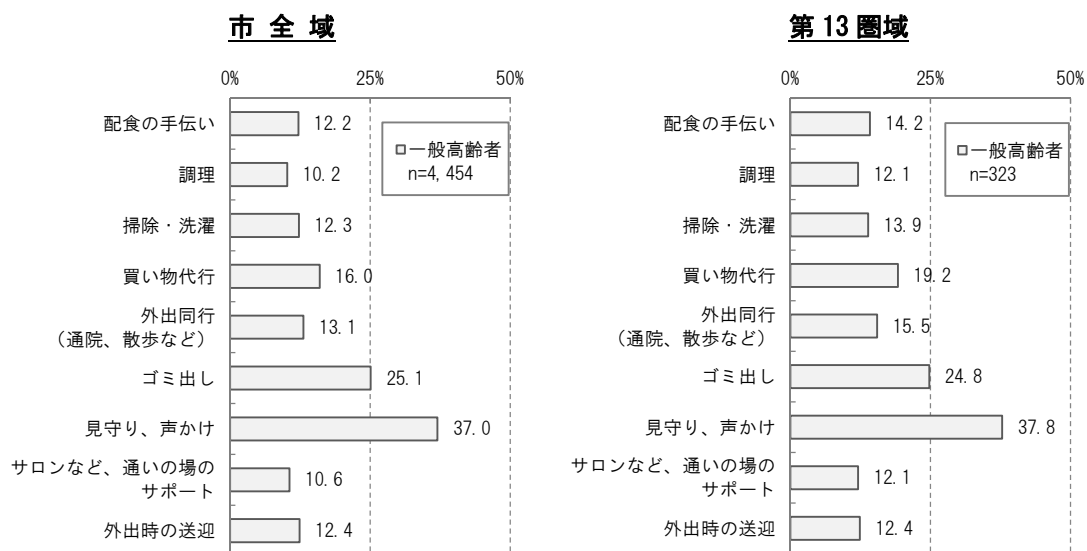 市 全 域
0%
25%
50%
一般高齢者
n=4,454
配食の手伝い
12.2
調理
10.2
掃除・洗濯
12.3
買い物代行
16.0
外出同行
（通院、散歩など）
13.1
ゴミ出し
25.1
見守り、声かけ
37.0
サロンなど、通いの場の
サポート
10.6
外出時の送迎
12.4
第13圏域
0%
25%
50%
一般高齢者
n=323
配食の手伝い
14.2
調理
12.1
掃除・洗濯
13.9
買い物代行
19.2
外出同行
（通院、散歩など）
15.5
ゴミ出し
24.8
見守り、声かけ
37.8
サロンなど、通いの場の
サポート
12.1
外出時の送迎
12.4